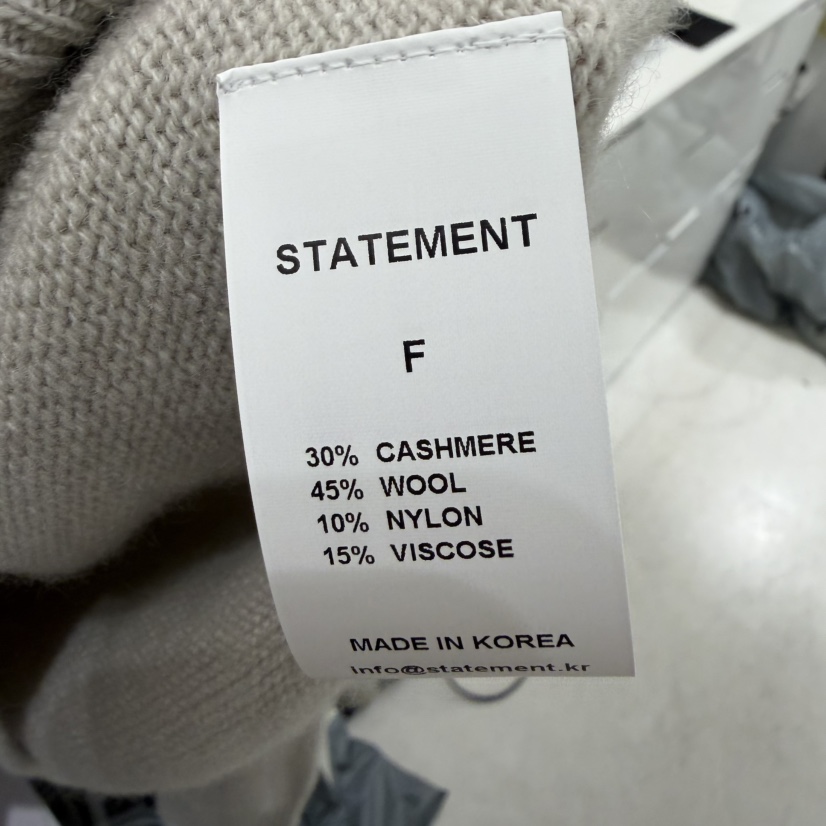 STATEMENT
F
30% CASHMERE
45% WOOL
10% NYLON
15% VISCOSE
MADE IN KOREA
info@statement.kr